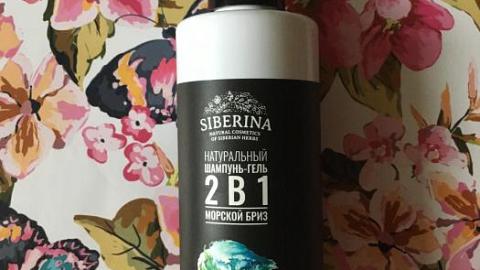 SIBERINA
NATURAL COSMETICS
OF SIBERIAN HERBS
НАТУРАЛЬНЫЙ
ШАМПУНЬ-ГЕЛЬ
2 В 1
МОРСКОЙ БРИЗ